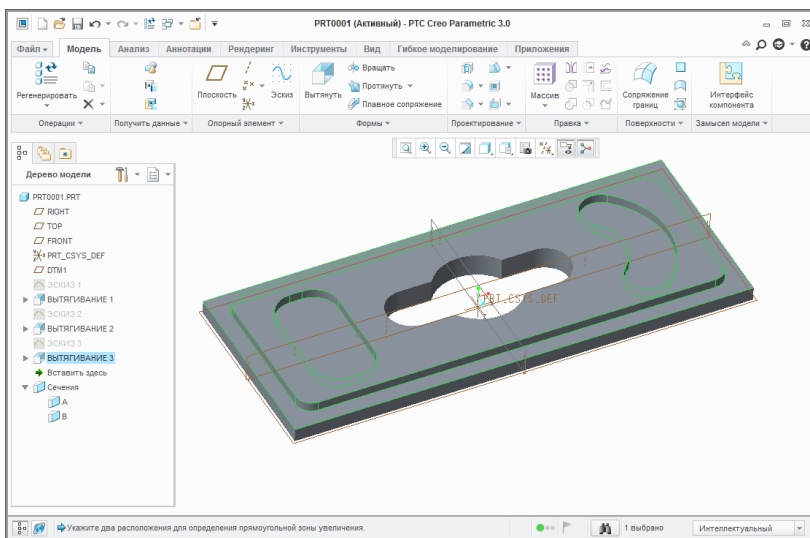 PRT0001 (Активный) - PTC Creo Parametric 3.0
Файл Модель Анализ Аннотации Рендеринг Инструменты Вид Гибкое моделирование Приложения
Регенерировать
Плоскость
Эскиз
Вытянуть
Вращать
Протянуть
Плавное сопряжение
Массив
Сопряжение границ
Интерфейс компонента
Операции Получить данные Опорный элемент Формы Проектирование Правка Поверхности Замысел модели
Дерево модели
PRT0001.PRT
RIGHT
TOP
FRONT
PRT_CSYS_DEF
DTM1
ЭСКИЗ 1
ВЫТЯГИВАНИЕ 1
ЭСКИЗ 2
ВЫТЯГИВАНИЕ 2
ЭСКИЗ 3
ВЫТЯГИВАНИЕ 3
Вставить здесь
Сечения
A
B
PRT_CSYS_DEF
Укажите два расположения для определения прямоугольной зоны увеличения.
1 выбрано
Интеллектуальный